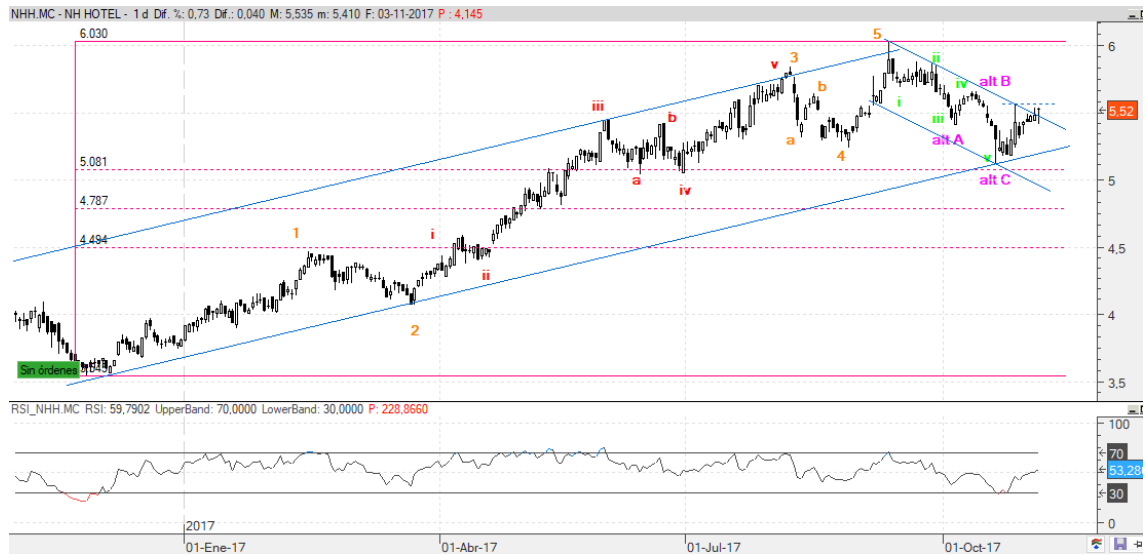 NHH.MC - NH HOTEL - 1 d Dif. %: 0,73 Dif.: 0,040 M: 5,535 m: 5,410 F: 03-11-2017 P : 4,145
6.030
5
6
3
v
ii
iv
alt B
iii
b
b
5,52
i
5,5
a
4
iii
alt A
v
5.081
a
iv
alt C
5
4.787
4.494
1
i
4,5
ii
2
4
Sin órdenes
3,5
RSI_NHH.MC RSI: 59,7902 UpperBand: 70,0000 LowerBand: 30,0000 P: 228,8660
100
70
53,280
30
0
2017
01-Ene-17
01-Abr-17
01-Jul-17
01-Oct-17